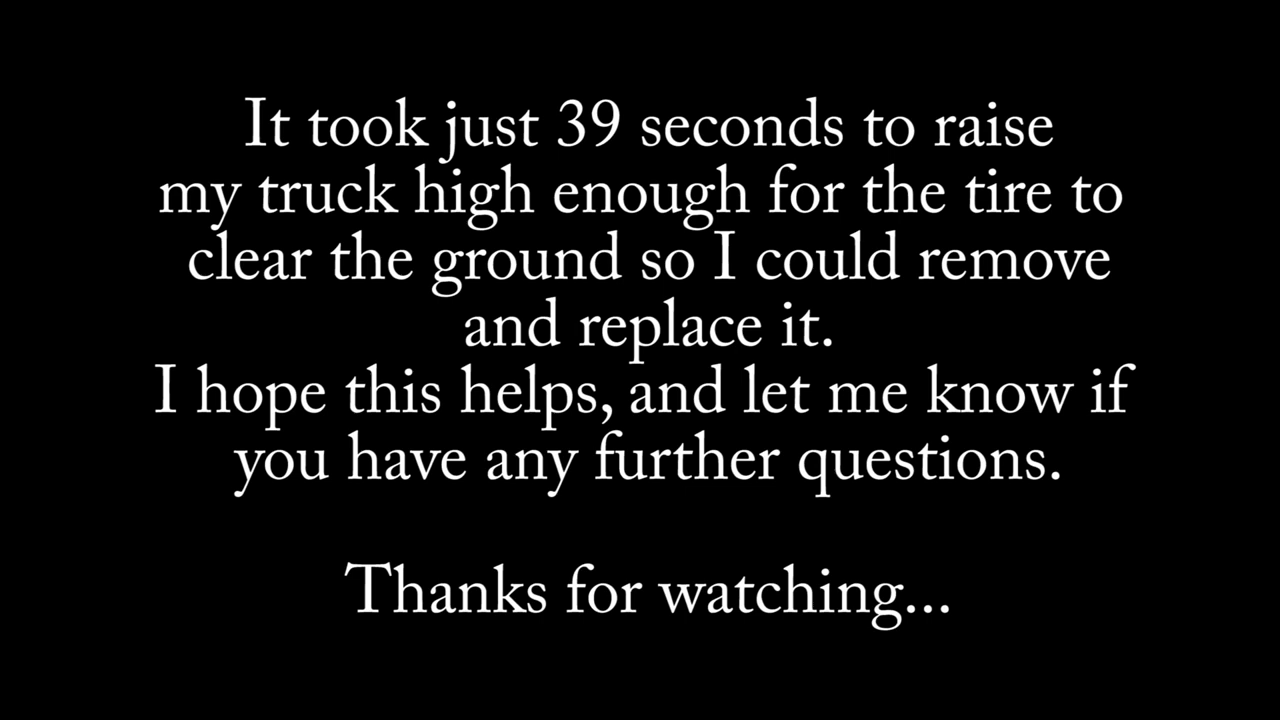 It took just 39 seconds to raise
my truck high enough for the tire to
clear the ground so I could remove
and replace it.
I hope this helps, and let me know if
you have any further questions.
Thanks for watching...